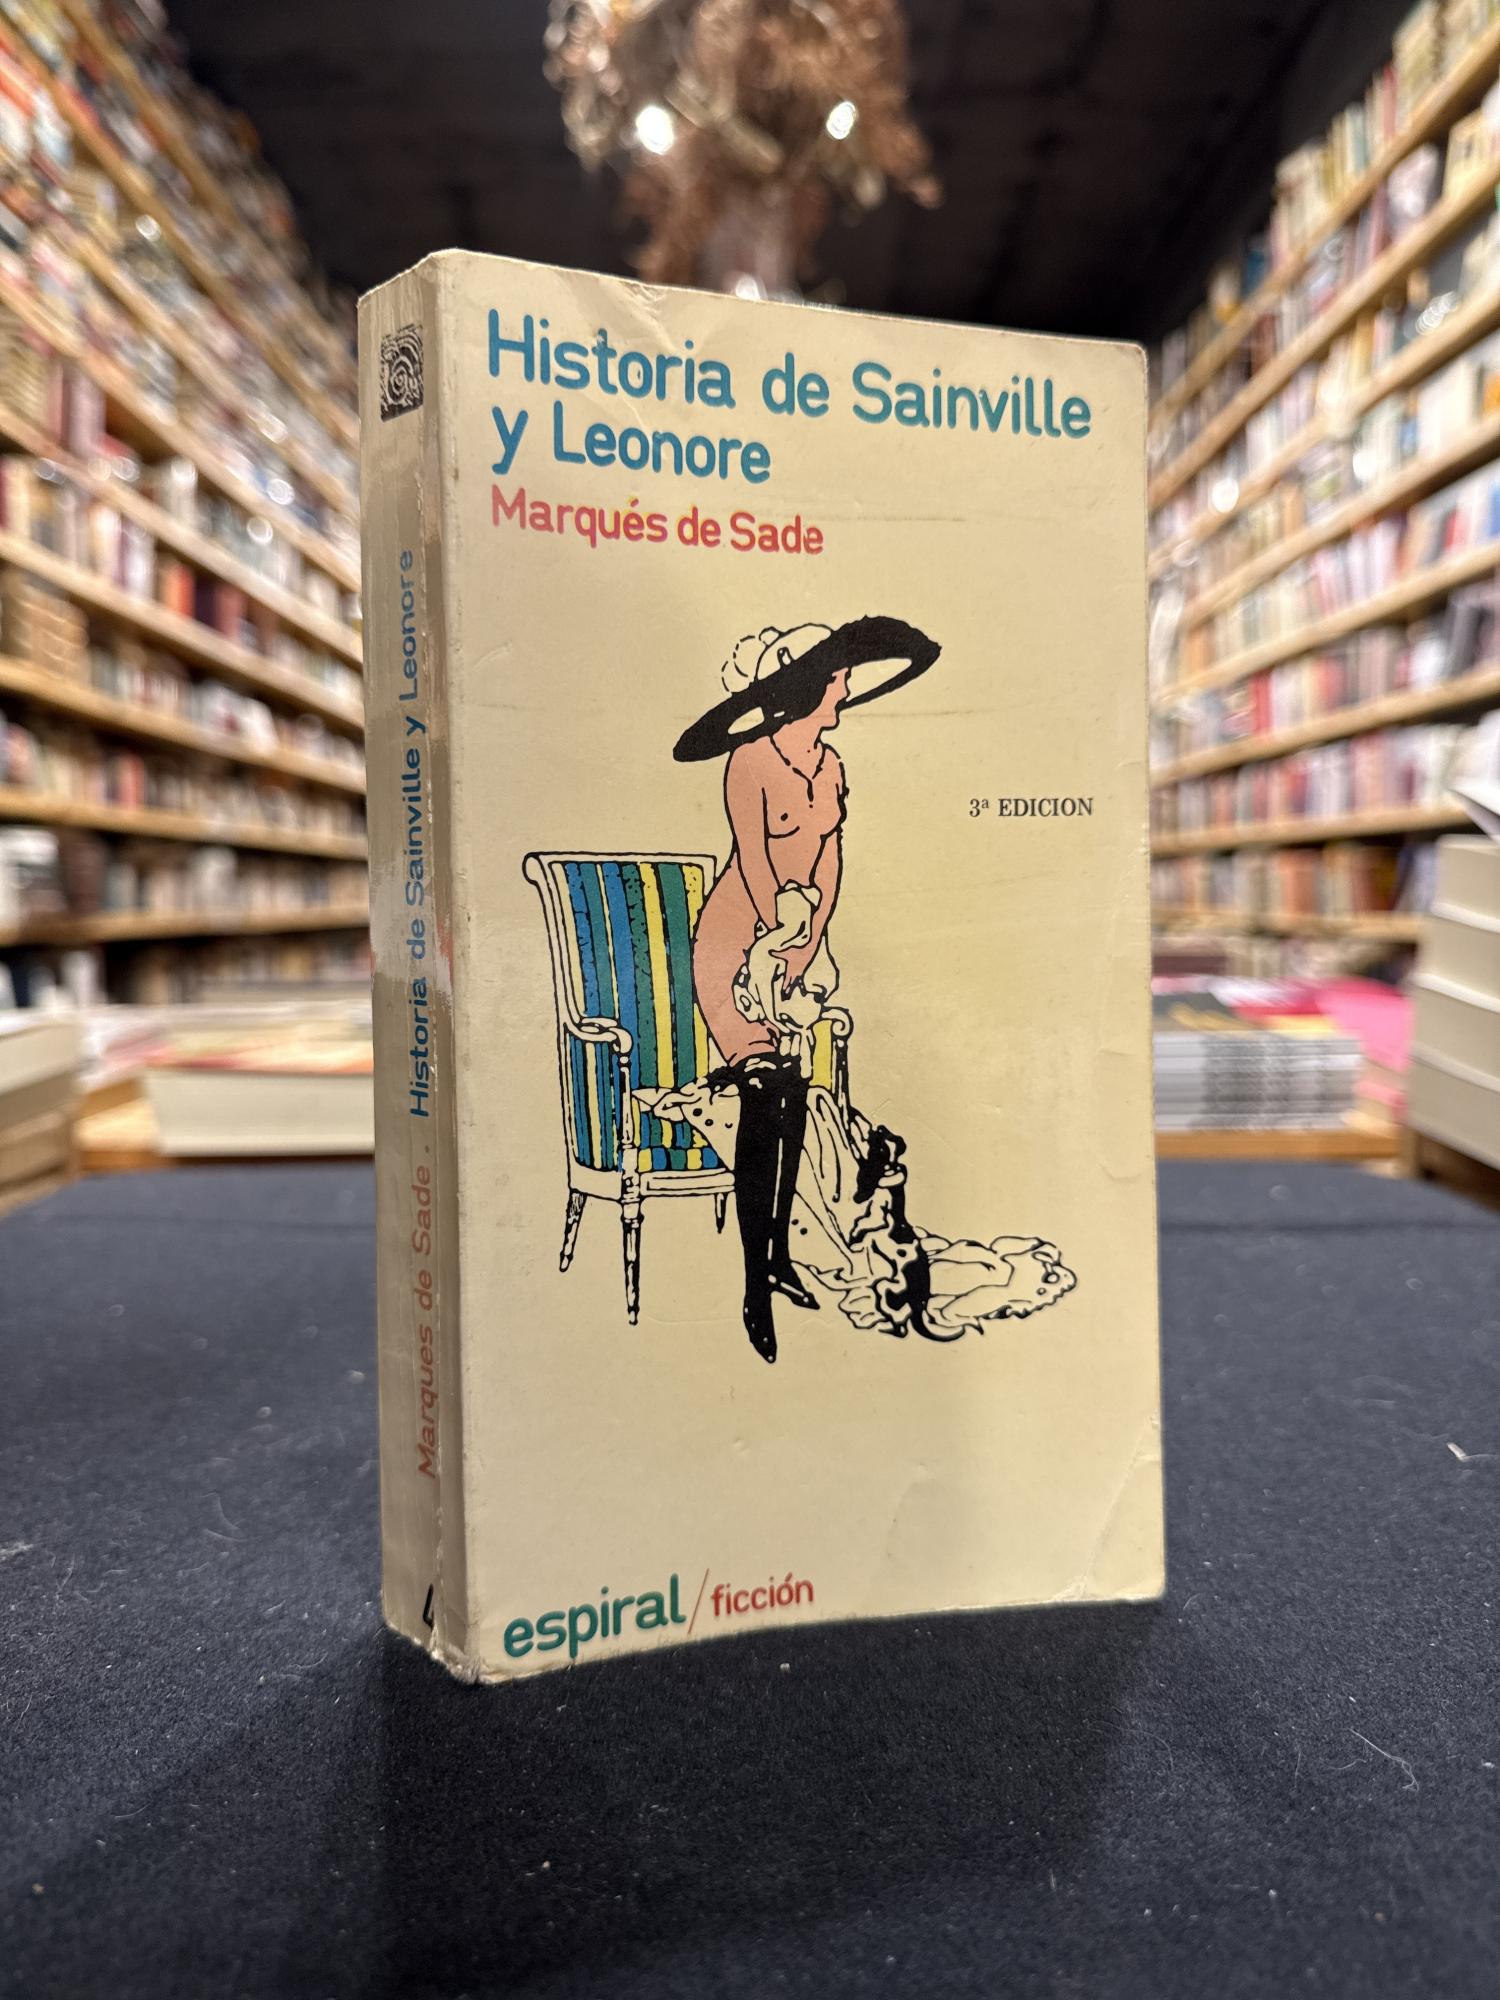 Historia de Sainville
y Leonore
Marqués de Sade
3ª EDICION
espiral/ficción
Marques de Sade . Historia de Sainville y Leonore